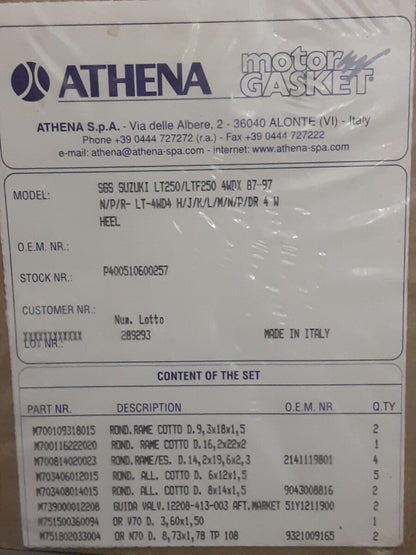 ATHENA
motor
GASKET
ATHENA S.p.A. - Via delle Albere, 2 - 36040 ALONTE (VI) - Italy
Phone +39 0444 727272 (r.a.) - Fax +39 0444 727222
e-mail: athena@athena-spa.com - internet: www.athena-spa.com
MODEL: SGS SUZUKI LT250/LTF250 4WDX 87-97
N/P/R- LT-4WD4 H/J/K/L/M/N/P/DR 4 W
HEEL
O.E.M. NR.:
STOCK NR.: P400510600257
CUSTOMER NR.: Num. Lotto
XXXXXXXXXXXX 289293 MADE IN ITALY
LOT NR.:
CONTENT OF THE SET
PART NR. DESCRIPTION O.E.M. NR Q.TY
M700109318015 ROND.RAME COTTO D.9,3x18x1,5 2
M700116222020 ROND. RAME COTTO D.16,2x22x2 1
M700814020023 ROND.RAME/ES. D.14,2x19,6x2,3 2141119801 4
M703406012015 ROND. AL COTTO D. 6x12x1,5 5
M703408014015 ROND. AL COTTO D. 8x14x1,5 9043008816 2
M739000012208 GUIDA VALV.12208-413-003 AFT.MARKET 51Y1211900 2
M751500360094 OR V70 D. 3,60x1,50 1
M751802033004 OR N70 D. 8,73x1,78 TP 108 9321009165 2